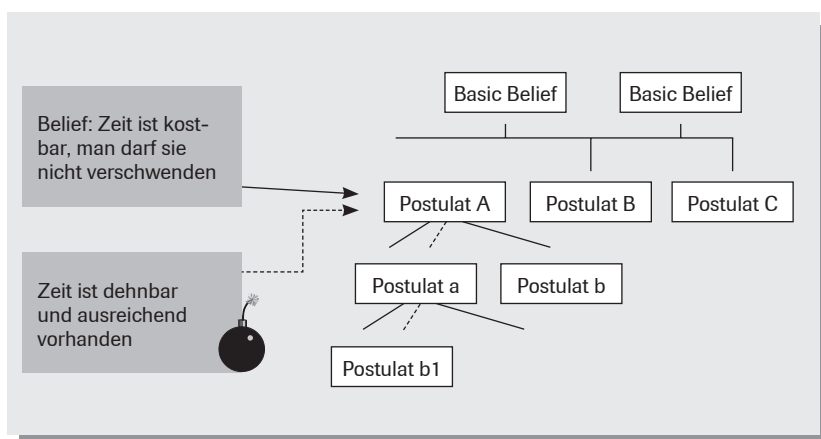 Basic Belief
Basic Belief
Belief: Zeit ist kost-
bar, man darf sie
nicht verschwenden
Postulat A
Postulat B
Postulat C
Zeit ist dehnbar
und ausreichend
vorhanden
Postulat a
Postulat b
Postulat b1